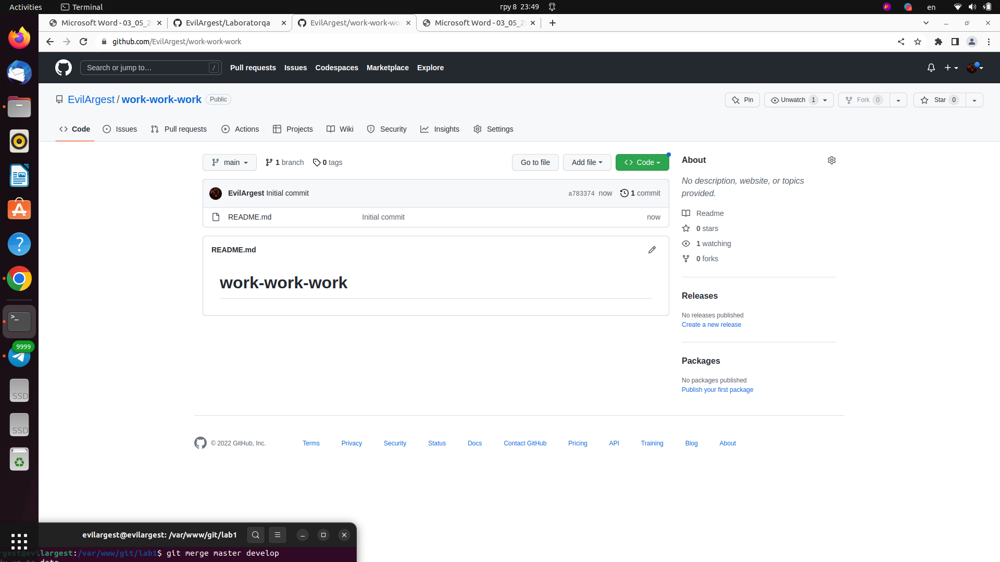 Activities
Terminal
гру 8 23:49
en
Microsoft Word - 03_05_2
EvilArgest/Laboratorqa
EvilArgest/work-work-wo
Microsoft Word - 03_05_2
github.com/EvilArgest/work-work-work
Search or jump to…
/
Pull requests
Issues
Codespaces
Marketplace
Explore
EvilArgest / work-work-work
Public
Pin
Unwatch 1
Fork 0
Star 0
Code
Issues
Pull requests
Actions
Projects
Wiki
Security
Insights
Settings
main
1 branch
0 tags
Go to file
Add file
Code
About
No description, website, or topics
provided.
EvilArgest Initial commit
a783374 now
1 commit
README.md
Initial commit
now
Readme
0 stars
1 watching
0 forks
README.md
work-work-work
Releases
No releases published
Create a new release
Packages
No packages published
Publish your first package
© 2022 GitHub, Inc.
Terms
Privacy
Security
Status
Docs
Contact GitHub
Pricing
API
Training
Blog
About
>_
9999
SSD
SSD
evilargest@evilargest: /var/www/git/lab1
rgest@evilargest:/var/www/git/lab1$ git merge master develop
dy up to date.